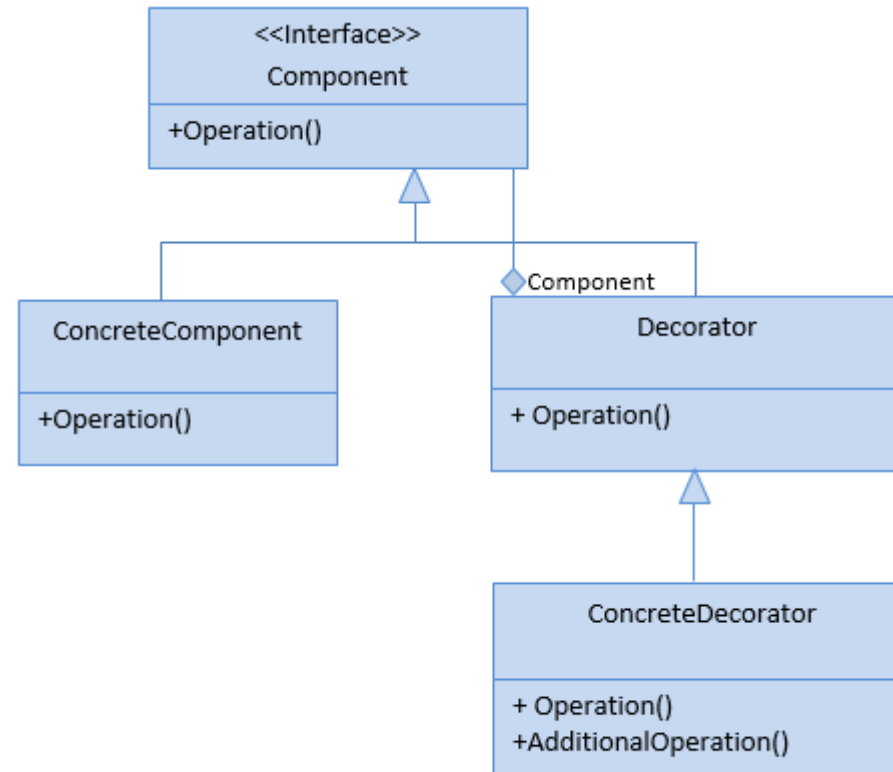 <<Interface>>
Component
+Operation()
Component
ConcreteComponent
+Operation()
Decorator
+ Operation()
ConcreteDecorator
+ Operation()
+AdditionalOperation()